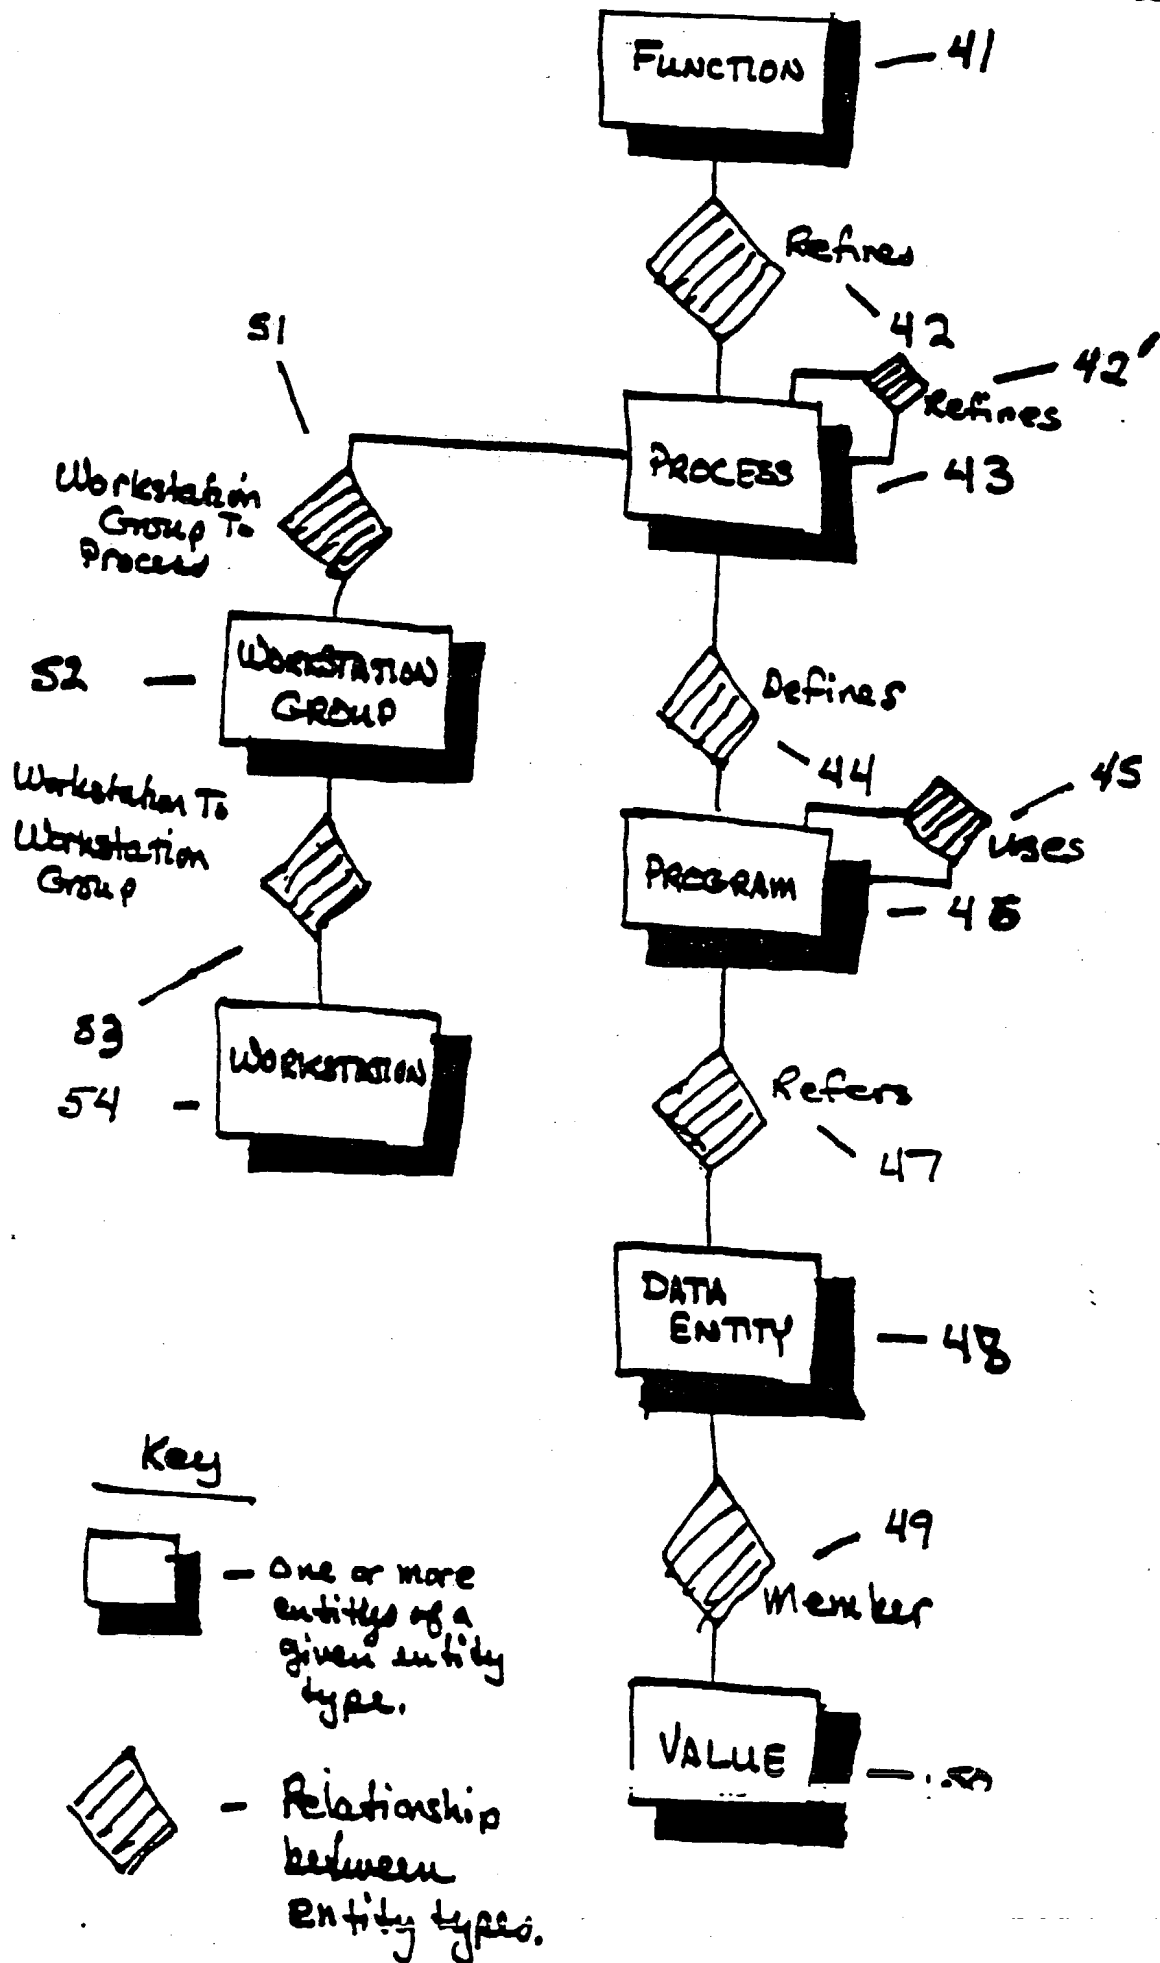 FUNCTION
41
Refines
42
51
42'
Refines
PROCESS
43
Workstation
Group To
Process
WORKSTATION
GROUP
52
Defines
44
45
Workstation To
Workstation
Group
uses
PROGRAM
46
53
WORKSTATION
54
Refers
47
DATA
ENTITY
48
Key
49
one or more
entitys of a
given entity
type.
Member
VALUE
Relationship
between
entity types.